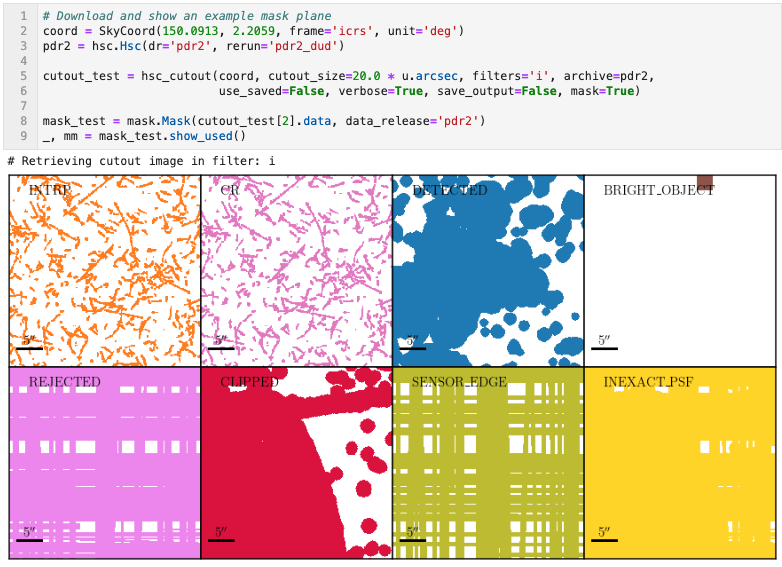 1 # Download and show an example mask plane
2 coord = SkyCoord(150.0913, 2.2059, frame='icrs', unit='deg')
3 pdr2 = hsc.Hsc(dr='pdr2', rerun='pdr2_dud')
4
5 cutout_test = hsc_cutout(coord, cutout_size=20.0 * u.arcsec, filters='i', archive=pdr2,
6 use_saved=False, verbose=True, save_output=False, mask=True)
7
8 mask_test = mask.Mask(cutout_test[2].data, data_release='pdr2')
9 _, mm = mask_test.show_used()
# Retrieving cutout image in filter: i
INTRP CR DETECTED BRIGHT_OBJECT
5″ 5″ 5″ 5″
REJECTED CLIPPED SENSOR_EDGE INEXACT_PSF
5″ 5″ 5″ 5″